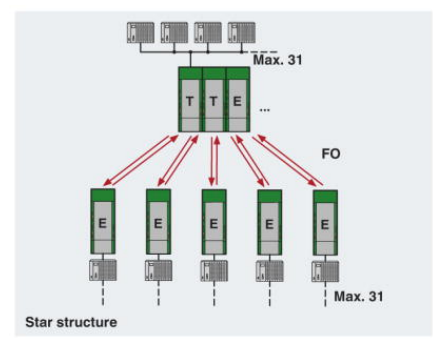 Max. 31
T T E ...
FO
E E E E E
Max. 31
Star structure